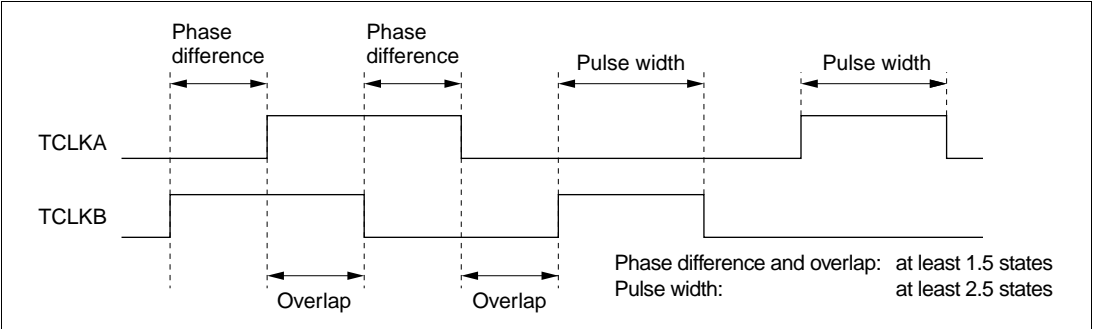 Phase
difference
Phase
difference
Pulse width
Pulse width
TCLKA
TCLKB
Overlap
Overlap
Phase difference and overlap: at least 1.5 states
Pulse width: at least 2.5 states